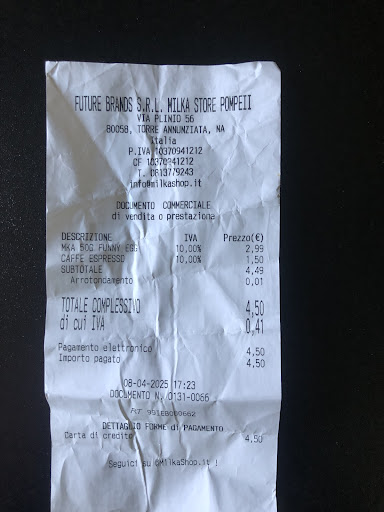 FUTURE BRANDS S.R.L. MILKA STORE POMPEII
VIA PLINIO 56
80058, TORRE ANNUNZIATA, NA
Italia
P.IVA 10370941212
CF 10370941212
T. 0813779243
info@milkashop.it
DOCUMENTO COMMERCIALE
di vendita o prestazione
DESCRIZIONE IVA Prezzo(€)
MKA 50G FUNNY EGG 10,00% 2,99
CAFFE ESPRESSO 10,00% 1,50
SUBTOTALE 4,49
Arrotondamento 0,01
TOTALE COMPLESSIVO 4,50
di cui IVA 0,41
Pagamento elettronico 4,50
Importo pagato 4,50
08-04-2025 17:23
DOCUMENTO N. 0131-0066
RT 99IEB000662
DETTAGLIO FORME di PAGAMENTO
Carta di credito 4,50
Seguici su @MilkaShop.it !